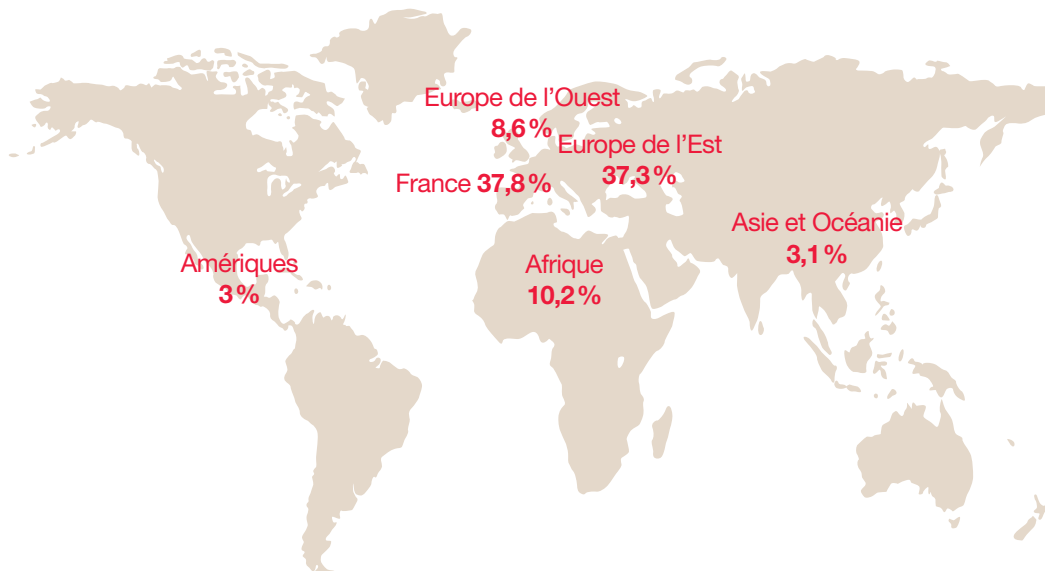 Europe de l’Ouest
8,6 %
Europe de l’Est
37,3 %
France 37,8 %
Asie et Océanie
3,1 %
Amériques
3 %
Afrique
10,2 %